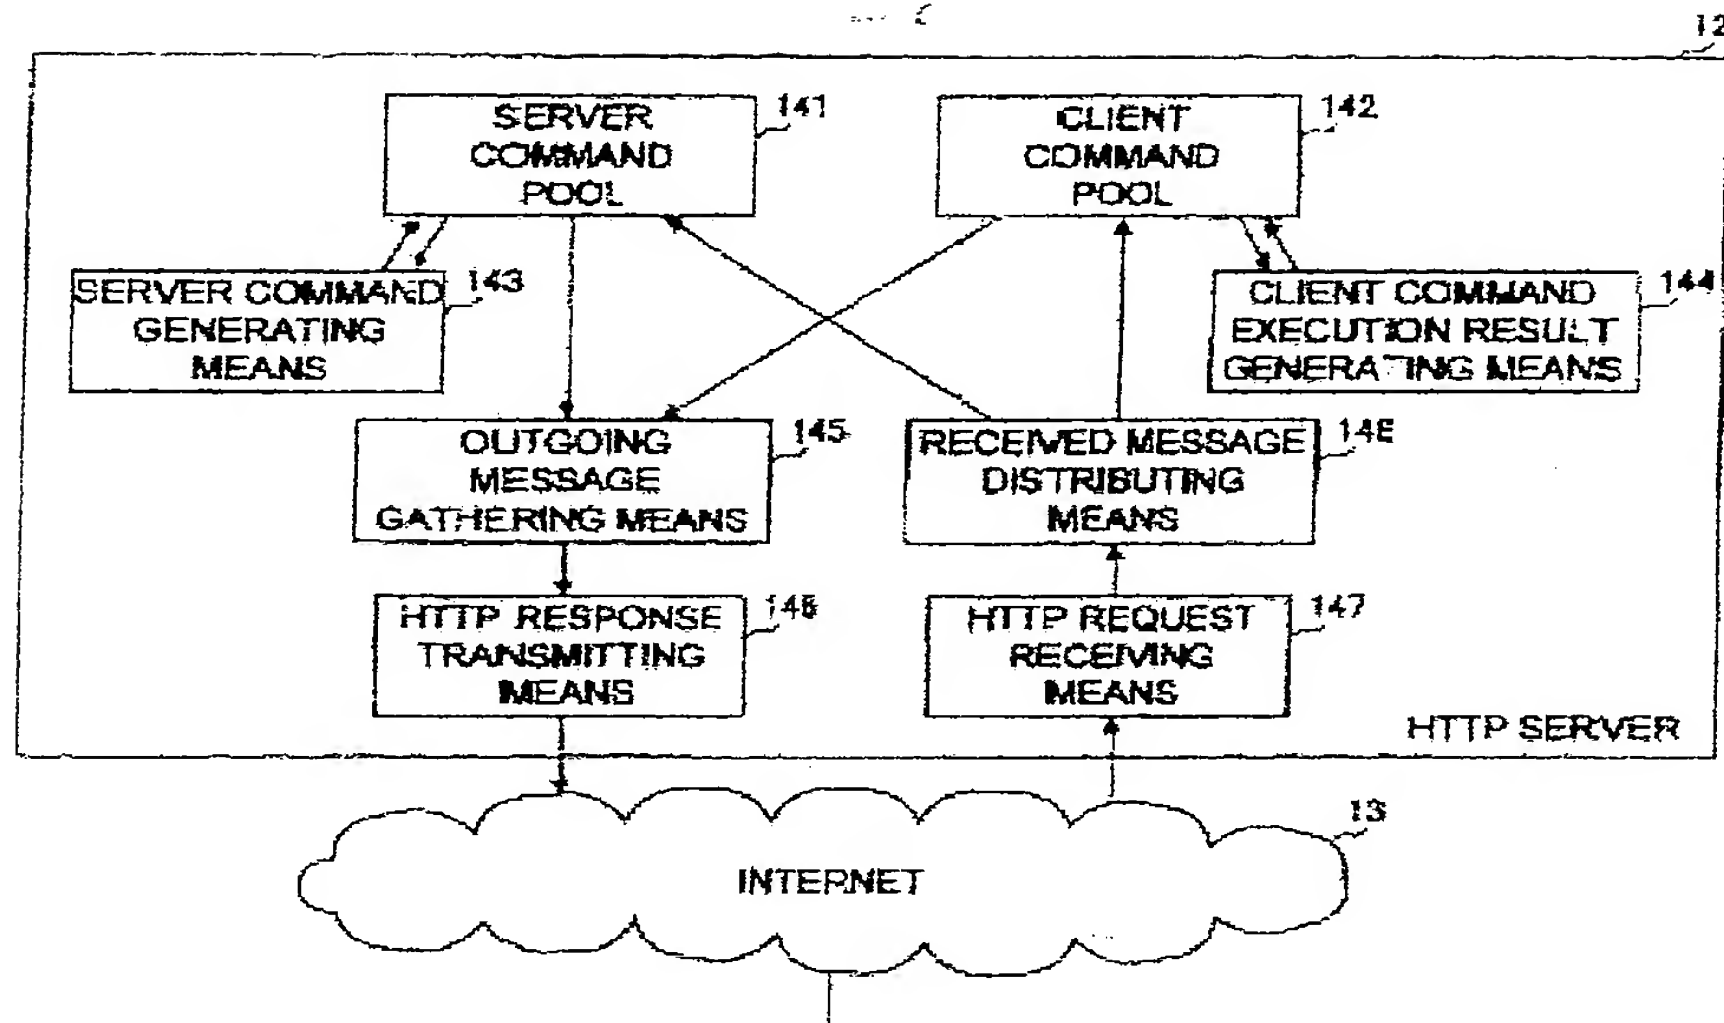 12
SERVER
COMMAND
POOL
141
CLIENT
COMMAND
POOL
142
SERVER COMMAND
GENERATING
MEANS
143
CLIENT COMMAND
EXECUTION RESULT
GENERATING MEANS
144
OUTGOING
MESSAGE
GATHERING MEANS
145
RECEIVED MESSAGE
DISTRIBUTING
MEANS
HTTP RESPONSE
TRANSMITTING
MEANS
HTTP REQUEST
RECEIVING
MEANS
147
HTTP SERVER
13
INTERNET